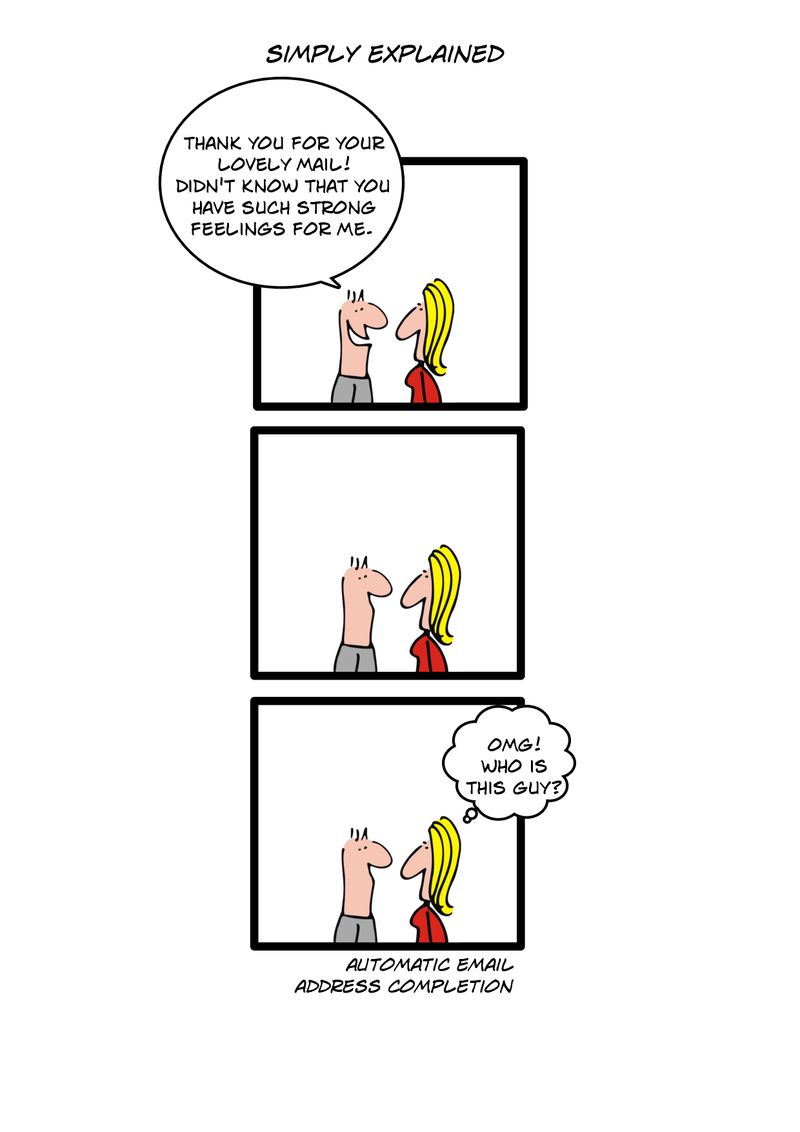 SIMPLY EXPLAINED
THANK YOU FOR YOUR
LOVELY MAIL!
DIDN'T KNOW THAT YOU
HAVE SUCH STRONG
FEELINGS FOR ME.
OMG!
WHO IS
THIS GUY?
AUTOMATIC EMAIL
ADDRESS COMPLETION